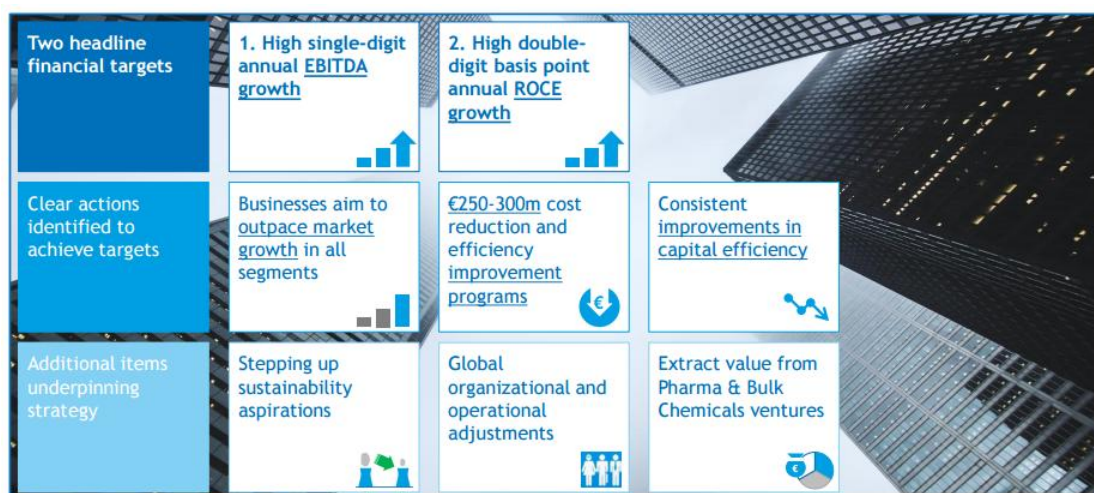 Two headline
financial targets
1. High single-digit
annual EBITDA
growth
2. High double-
digit basis point
annual ROCE
growth
Clear actions
identified to
achieve targets
Businesses aim to
outpace market
growth in all
segments
€250-300m cost
reduction and
efficiency
improvement
programs
€
Consistent
improvements in
capital efficiency
Additional items
underpinning
strategy
Stepping up
sustainability
aspirations
Global
organizational and
operational
adjustments
Extract value from
Pharma & Bulk
Chemicals ventures
€